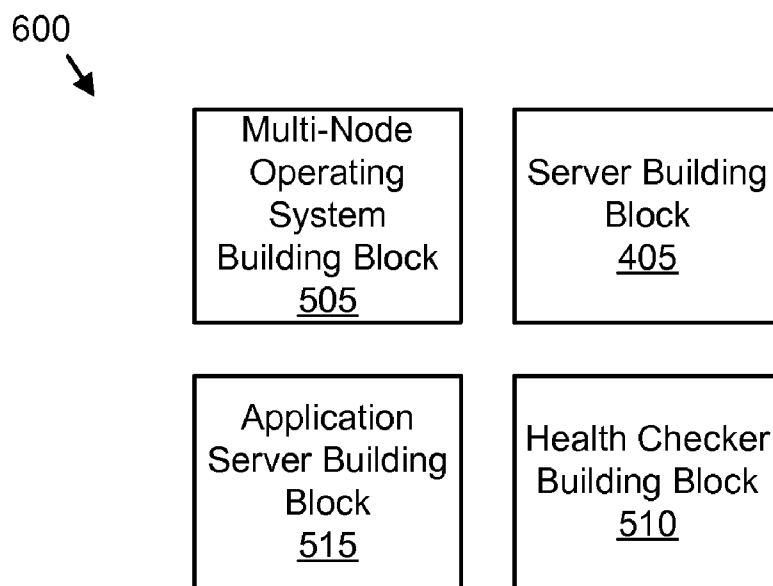 600
Multi-Node
Operating
System
Building Block
505
Server Building
Block
405
Application
Server Building
Block
515
Health Checker
Building Block
510